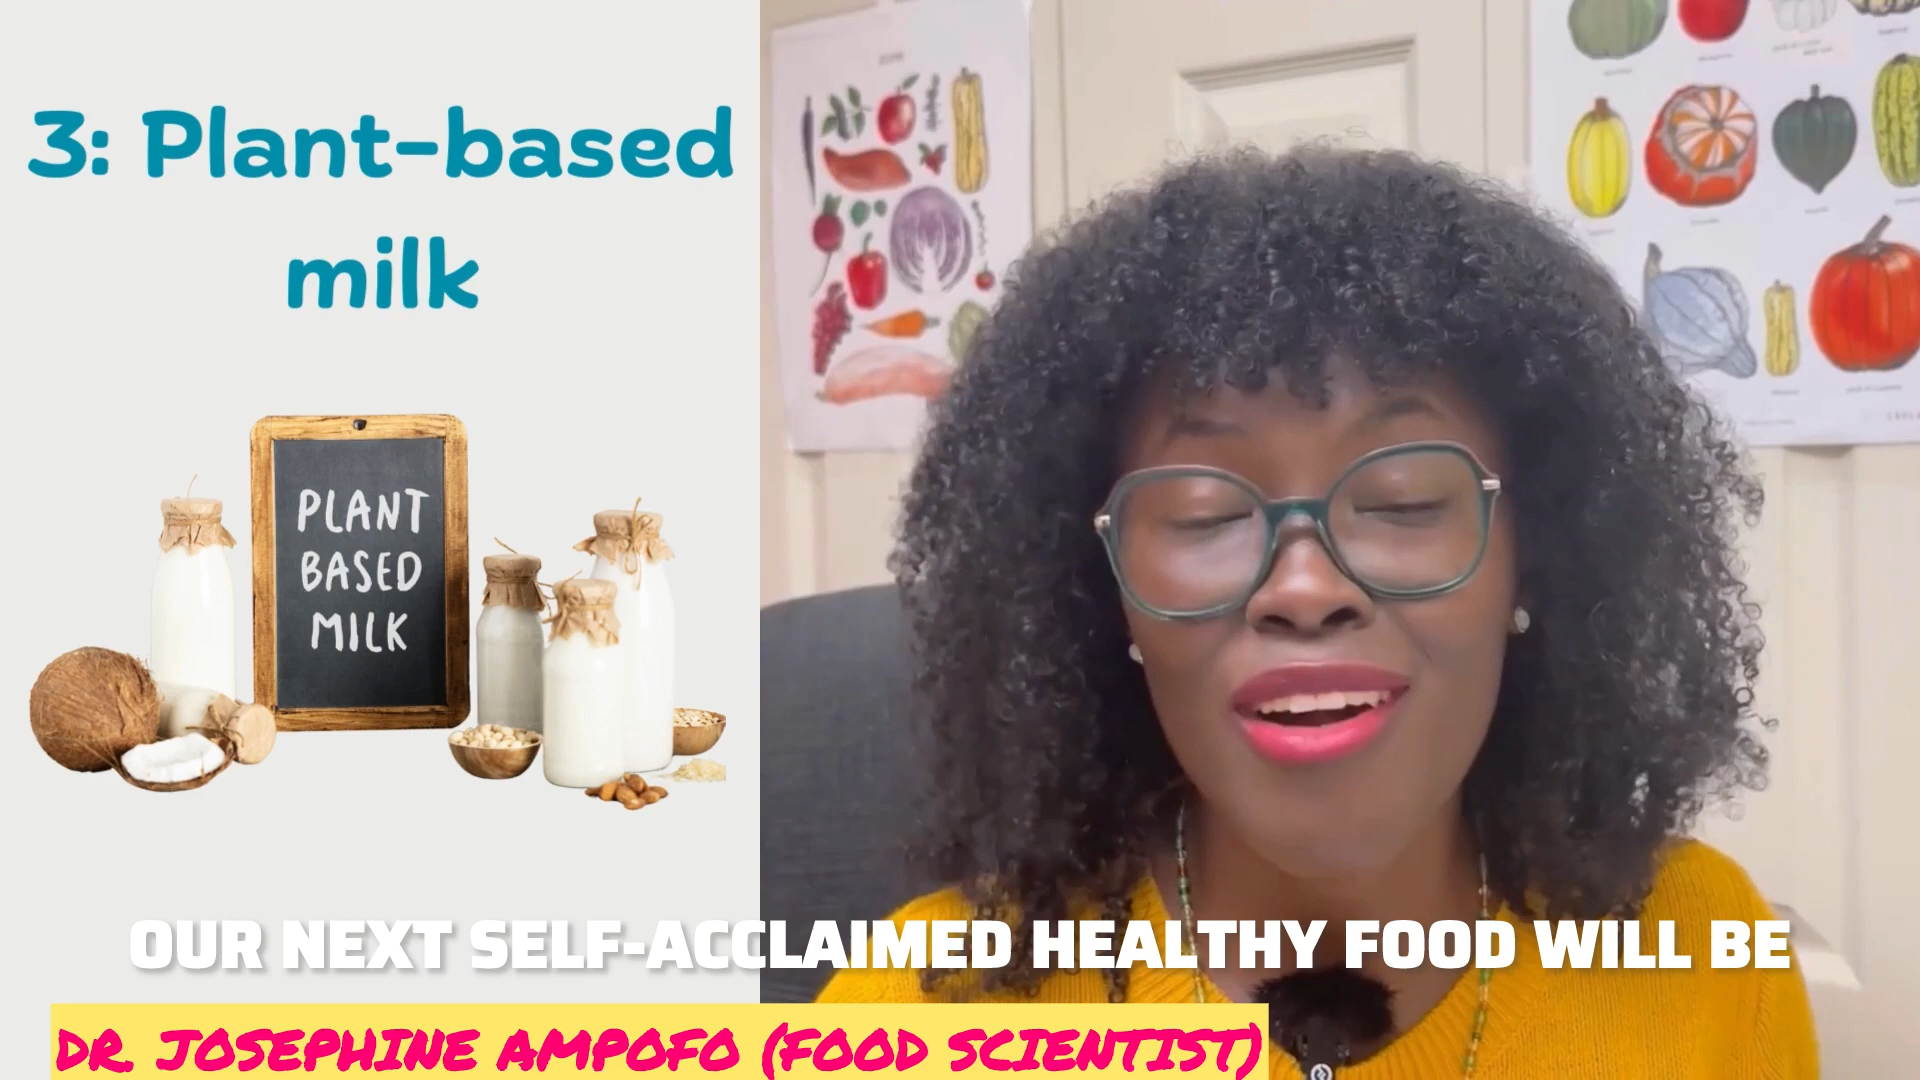 3: Plant-based
milk
PLANT
BASED
MILK
OUR NEXT SELF-ACCLAIMED HEALTHY FOOD WILL BE
DR. JOSEPHINE AMPOFO (FOOD SCIENTIST)